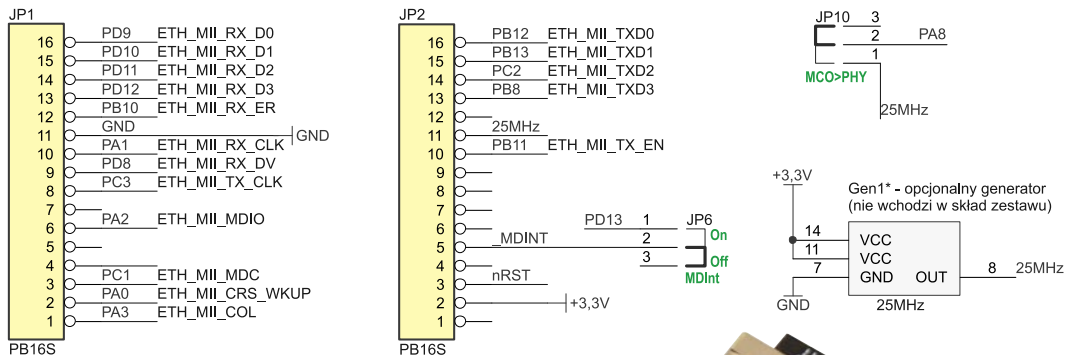 JP1
16 PD9 ETH_MII_RX_D0
15 PD10 ETH_MII_RX_D1
14 PD11 ETH_MII_RX_D2
13 PD12 ETH_MII_RX_D3
12 PB10 ETH_MII_RX_ER
11 GND GND
10 PA1 ETH_MII_RX_CLK
9 PD8 ETH_MII_RX_DV
8 PC3 ETH_MII_TX_CLK
7
6 PA2 ETH_MII_MDIO
5
4
3 PC1 ETH_MII_MDC
2 PA0 ETH_MII_CRS_WKUP
1 PA3 ETH_MII_COL
PB16S
JP2
16 PB12 ETH_MII_TXD0
15 PB13 ETH_MII_TXD1
14 PC2 ETH_MII_TXD2
13 PB8 ETH_MII_TXD3
12
11 25MHz
10 PB11 ETH_MII_TX_EN
9
8
7
6
5 _MDINT
4
3 nRST
2 +3,3V
1
PB16S
PD13 1 JP6
2 On
3 Off
MDInt
JP10 3
2 PA8
1
MCO>PHY
25MHz
+3,3V
Gen1* - opcjonalny generator
(nie wchodzi w skład zestawu)
14 VCC
11 VCC
7 GND OUT 8 25MHz
GND
25MHz